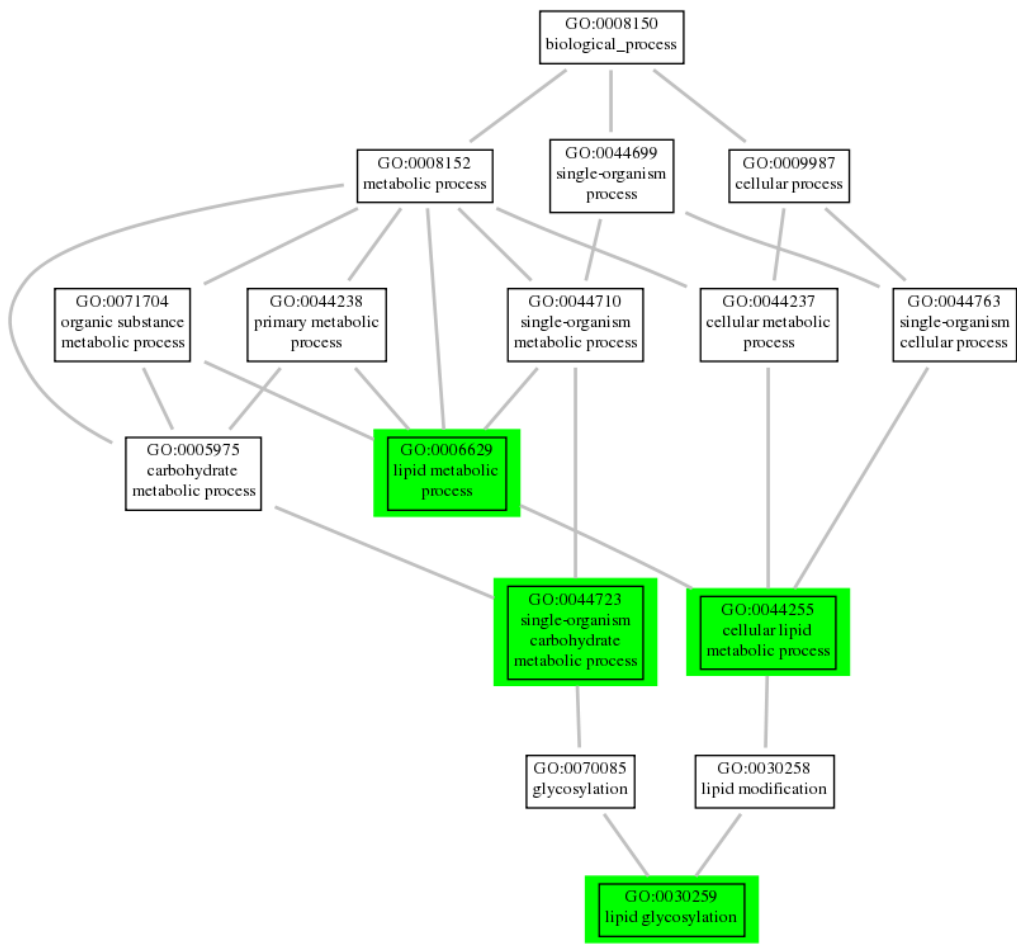 GO:0008150
biological_process
GO:0008152
metabolic process
GO:0044699
single-organism
process
GO:0009987
cellular process
GO:0071704
organic substance
metabolic process
GO:0044238
primary metabolic
process
GO:0044710
single-organism
metabolic process
GO:0044237
cellular metabolic
process
GO:0044763
single-organism
cellular process
GO:0005975
carbohydrate
metabolic process
GO:0006629
lipid metabolic
process
GO:0044723
single-organism
carbohydrate
metabolic process
GO:0044255
cellular lipid
metabolic process
GO:0070085
glycosylation
GO:0030258
lipid modification
GO:0030259
lipid glycosylation